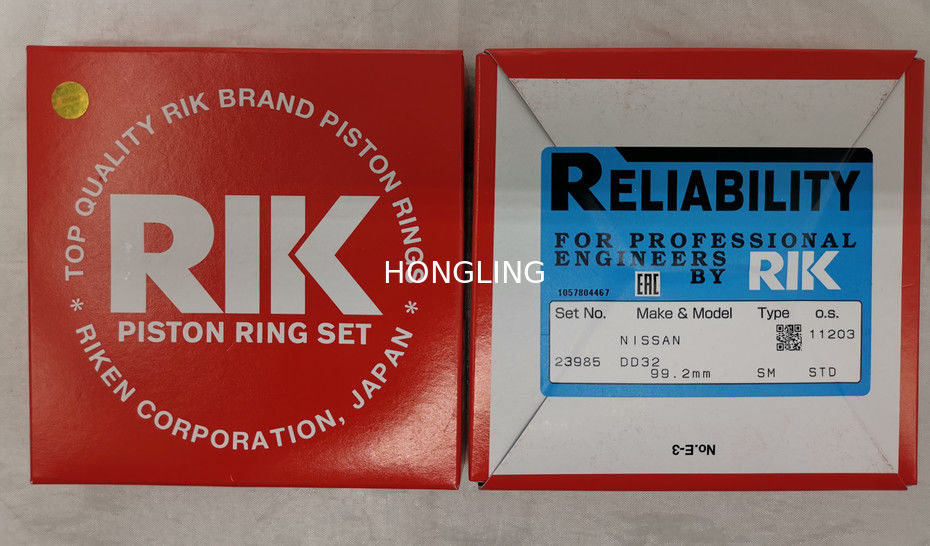 * TOP QUALITY RIK BRAND PISTON RINGS *
RIK
PISTON RING SET
RIKEN CORPORATION, JAPAN
HONGLING
RELIABILITY
FOR PROFESSIONAL
ENGINEERS
BY RIK
1057804467
EAC
Set No. Make & Model Type o.s.
11203
NISSAN
23985 DD32
99.2mm SM STD
No.E-3